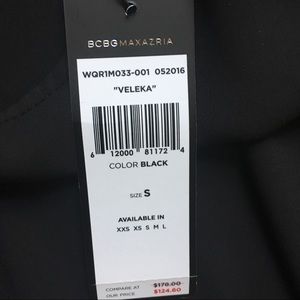 BCBGMAXAZRIA
WQR1M033-001 052016
"VELEKA"
6 12000 81172 4
COLOR BLACK
SIZE S
AVAILABLE IN
XXS XS S M L
COMPARE AT $178.00
OUR PRICE $124.60